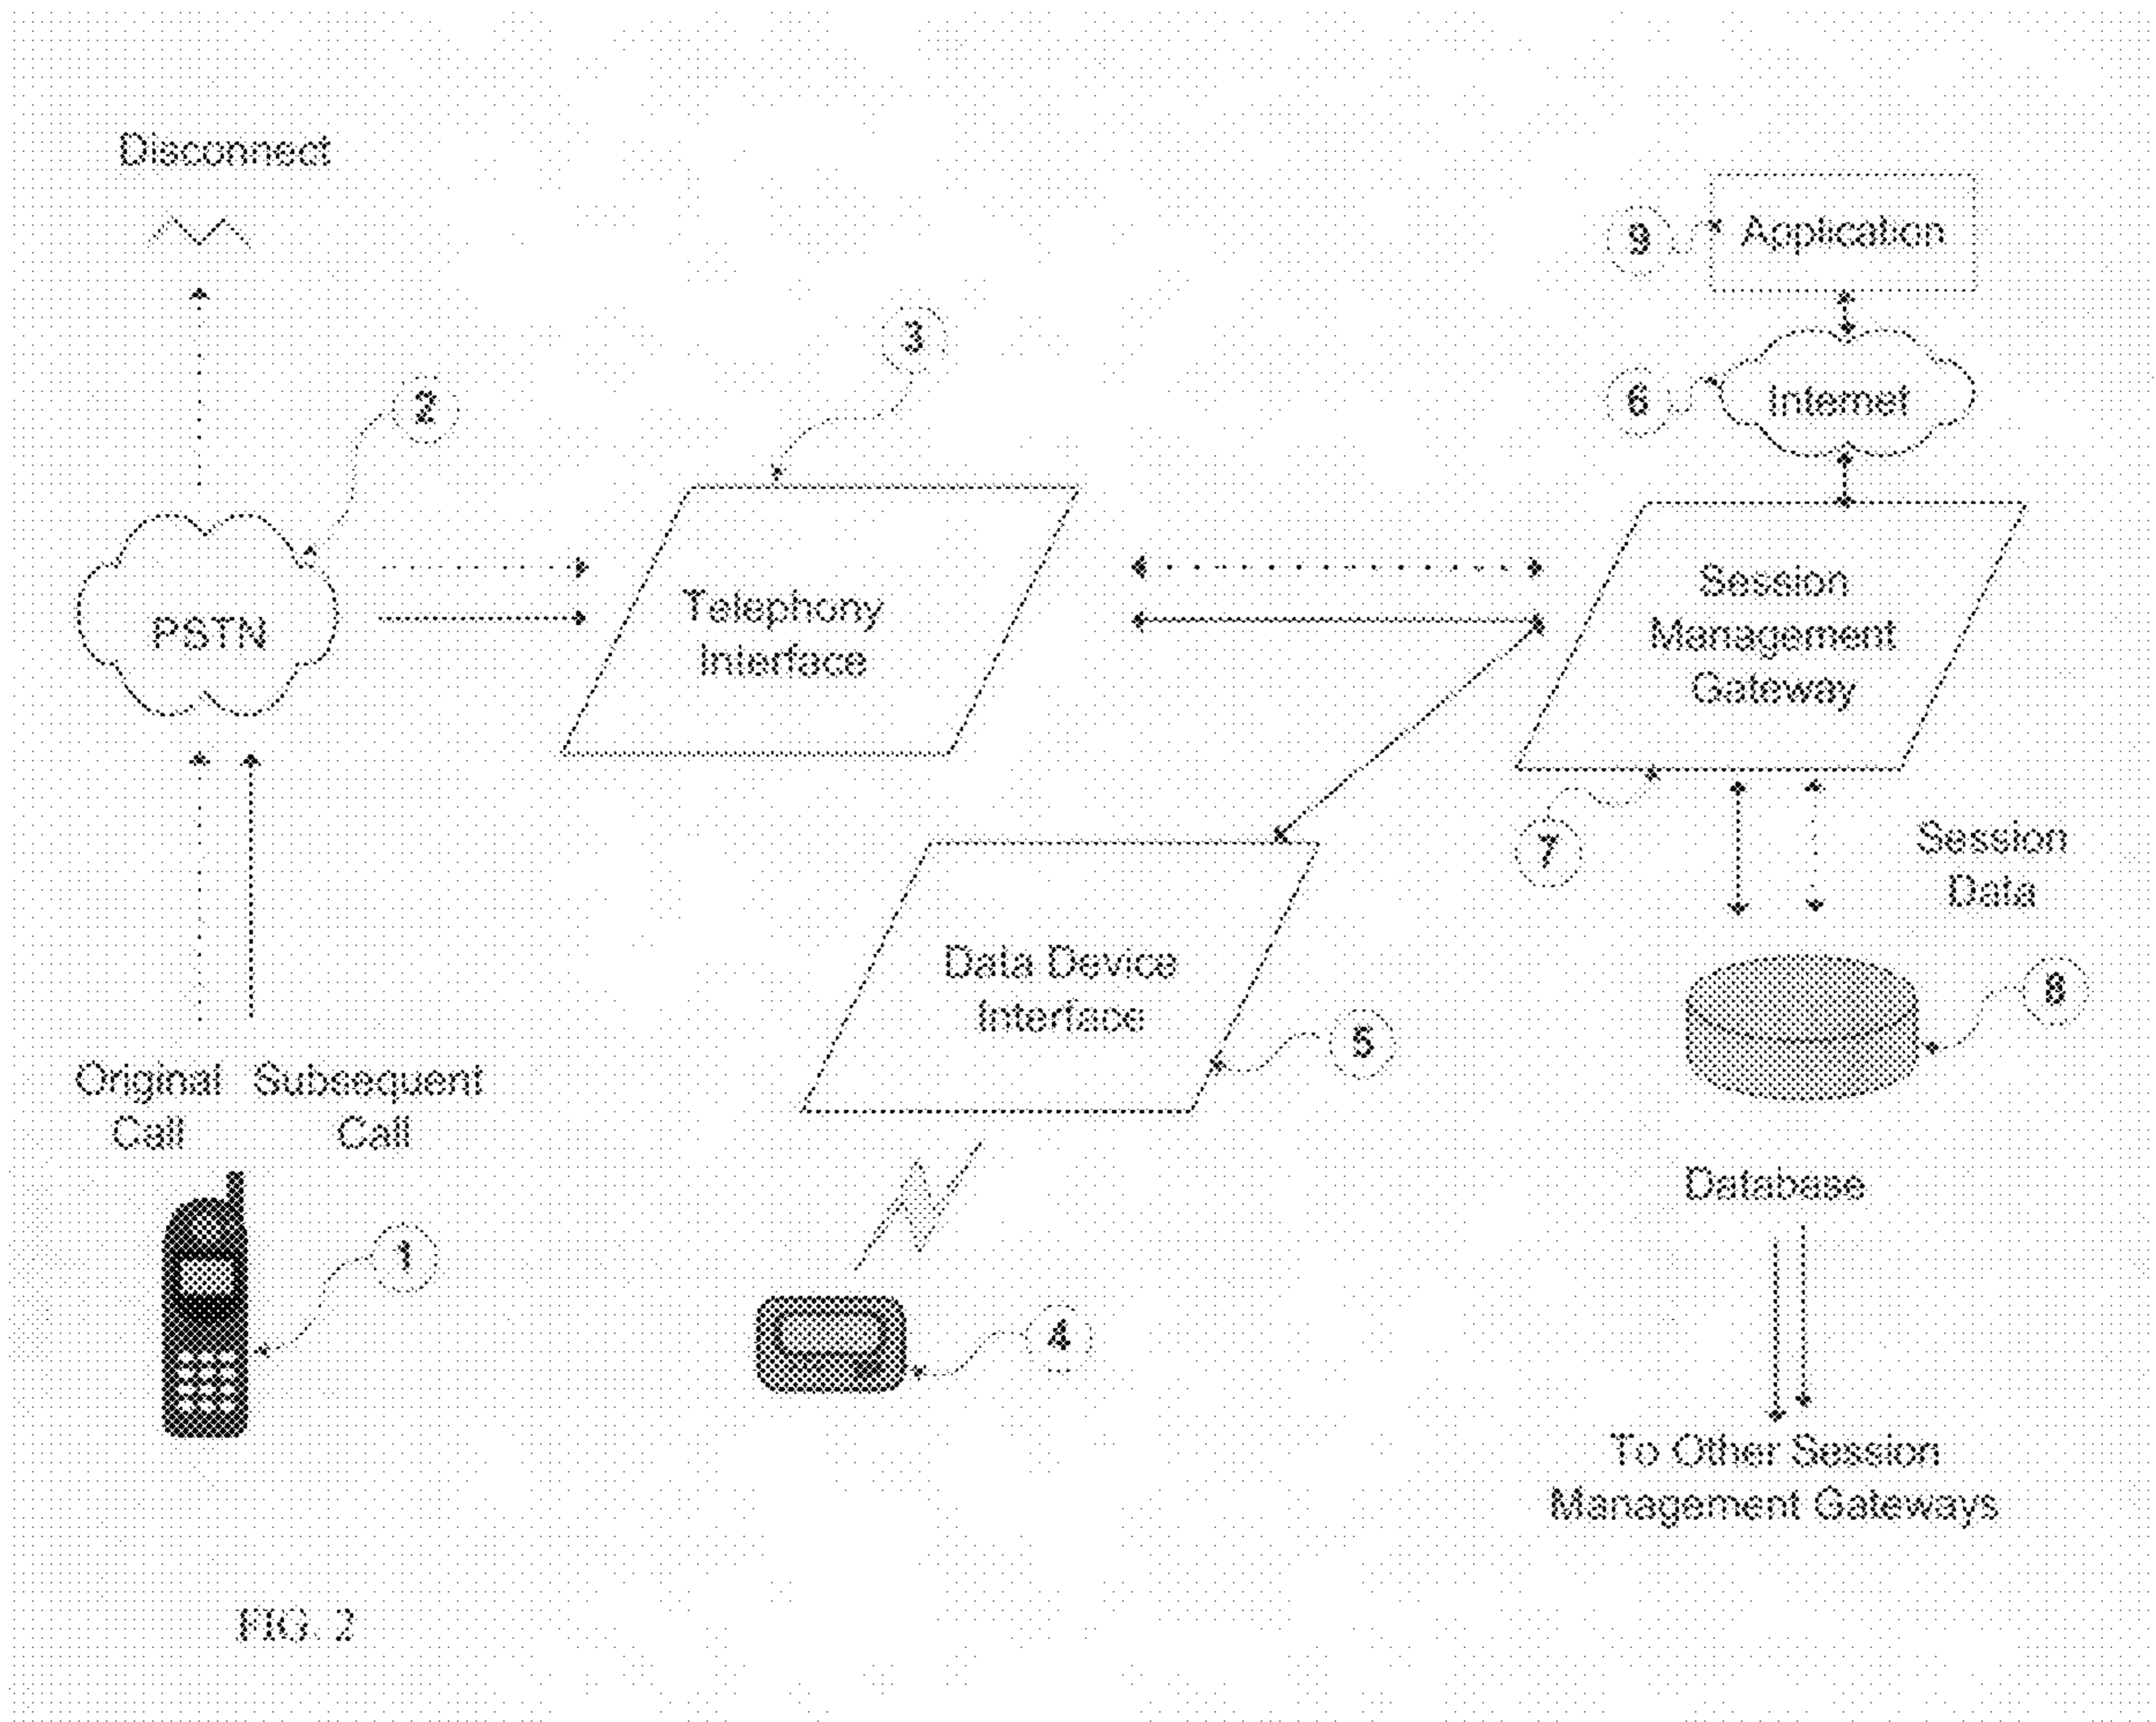 Disconnect
9
Application
3
6
Internet
2
PSTN
Telephony
Interface
Session
Management
Gateway
7
Session
Data
Data Device
Interface
5
8
Original
Call
Subsequent
Call
1
4
Database
To Other Session
Management Gateways
FIG. 2